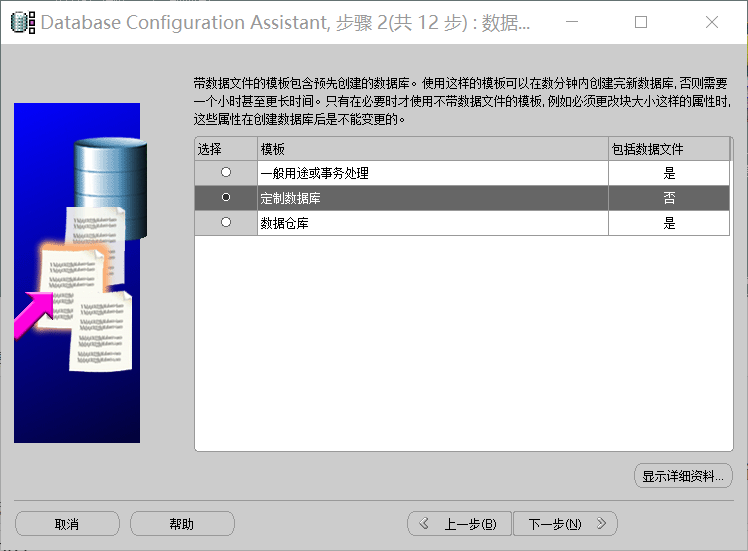 Database Configuration Assistant, 步骤 2(共 12 步) : 数据...
带数据文件的模板包含预先创建的数据库。使用这样的模板可以在数分钟内创建完新数据库, 否则需要
一个小时甚至更长时间。只有在必要时才使用不带数据文件的模板, 例如必须更改块大小这样的属性时,
这些属性在创建数据库后是不能变更的。
选择 模板 包括数据文件
一般用途或事务处理 是
定制数据库 否
数据仓库 是
显示详细资料...
取消 帮助 上一步(B) 下一步(N)